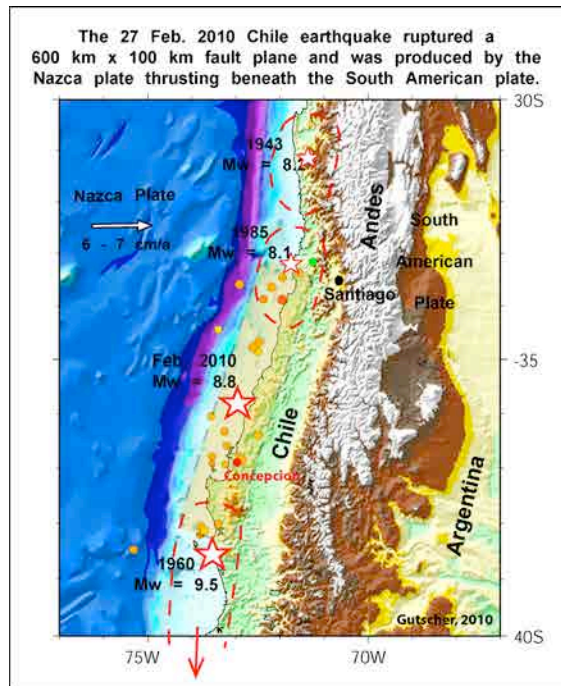 The 27 Feb. 2010 Chile earthquake ruptured a
600 km x 100 km fault plane and was produced by the
Nazca plate thrusting beneath the South American plate.
30S
1943
Mw = 8.2
Nazca Plate
6 - 7 cm/a
Andes
South
American
Plate
1985
Mw = 8.1
Santiago
Feb. 2010
Mw = 8.8
-35S
Chile
Concepcion
Argentina
1960
Mw = 9.5
Gutscher, 2010
40S
75W
70W